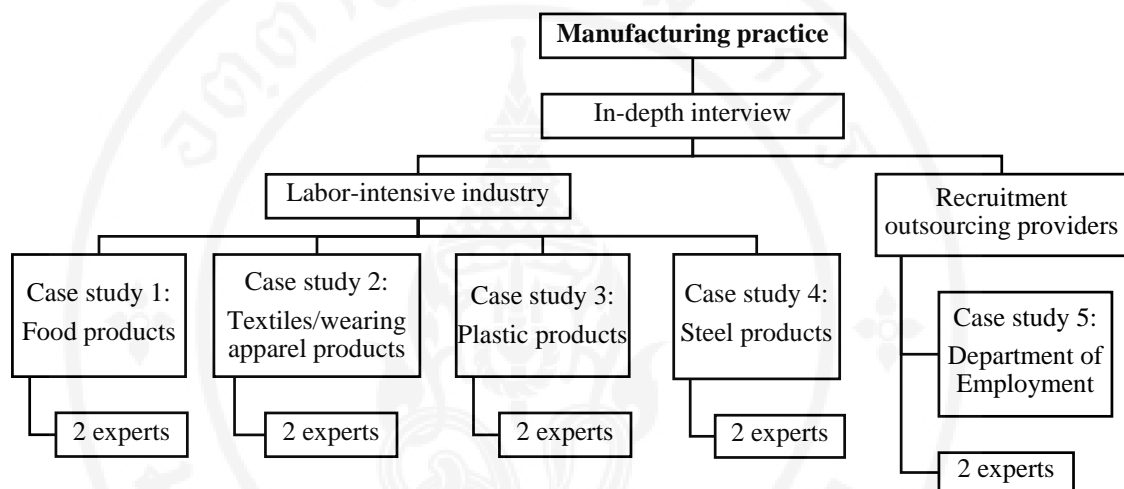 Manufacturing practice
In-depth interview
Labor-intensive industry
Recruitment
outsourcing providers
Case study 1:
Food products
Case study 2:
Textiles/wearing
apparel products
Case study 3:
Plastic products
Case study 4:
Steel products
Case study 5:
Department of
Employment
2 experts
2 experts
2 experts
2 experts
2 experts